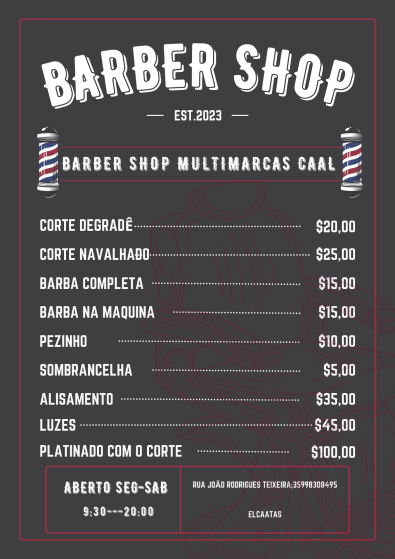 BARBER SHOP
EST.2023
BARBER SHOP MULTIMARCAS CAAL
CORTE DEGRADÊ $20,00
CORTE NAVALHADO $25,00
BARBA COMPLETA $15,00
BARBA NA MAQUINA $15,00
PEZINHO $10,00
SOMBRANCELHA $5,00
ALISAMENTO $35,00
LUZES $45,00
PLATINADO COM O CORTE $100,00
ABERTO SEG-SAB
9:30---20:00
RUA JOÃO RODRIGUES TEIXEIRA;35998308495
ELCAATAS